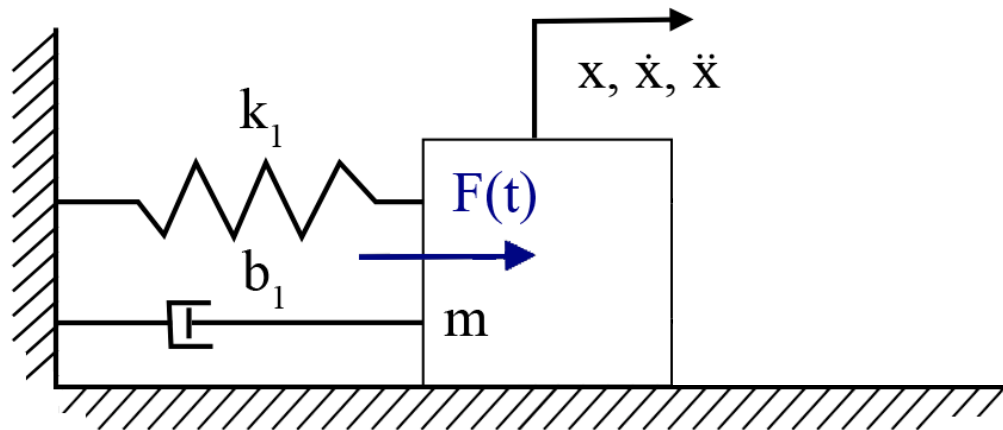 x, ẋ, ẍ
k₁
F(t)
b₁
m